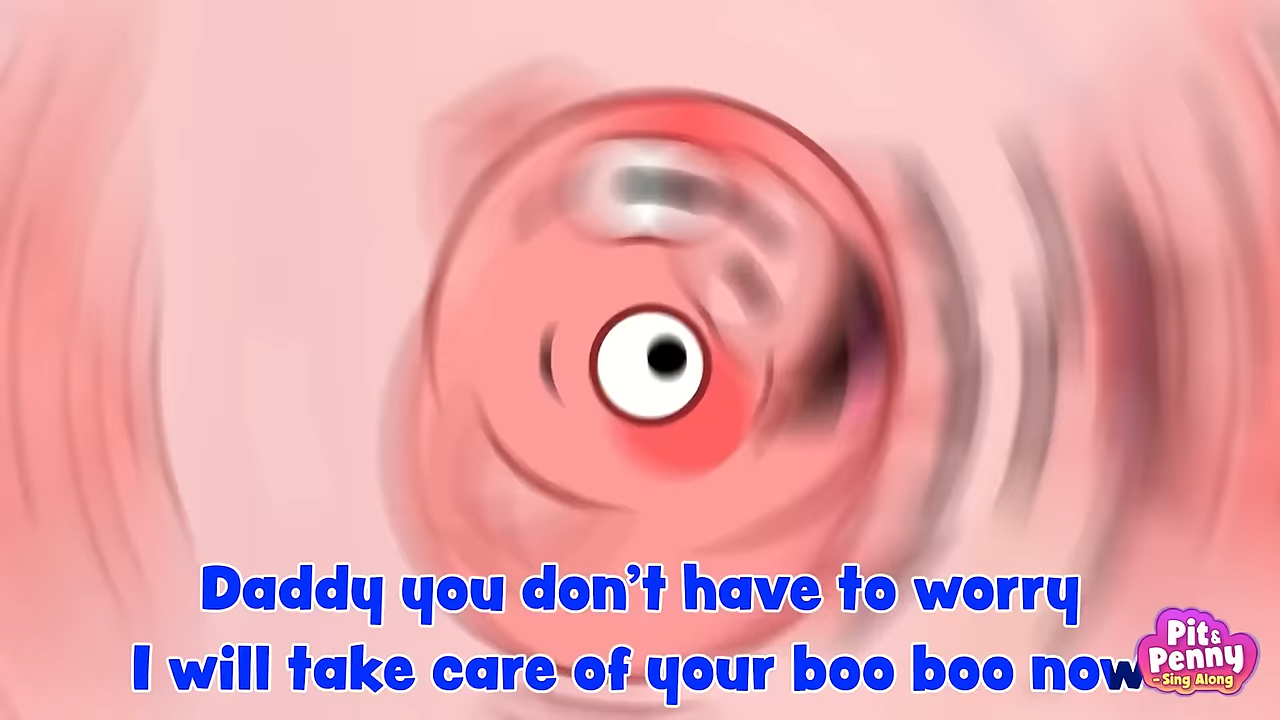 Daddy you don't have to worry
I will take care of your boo boo now
Pit &
Penny
- Sing Along